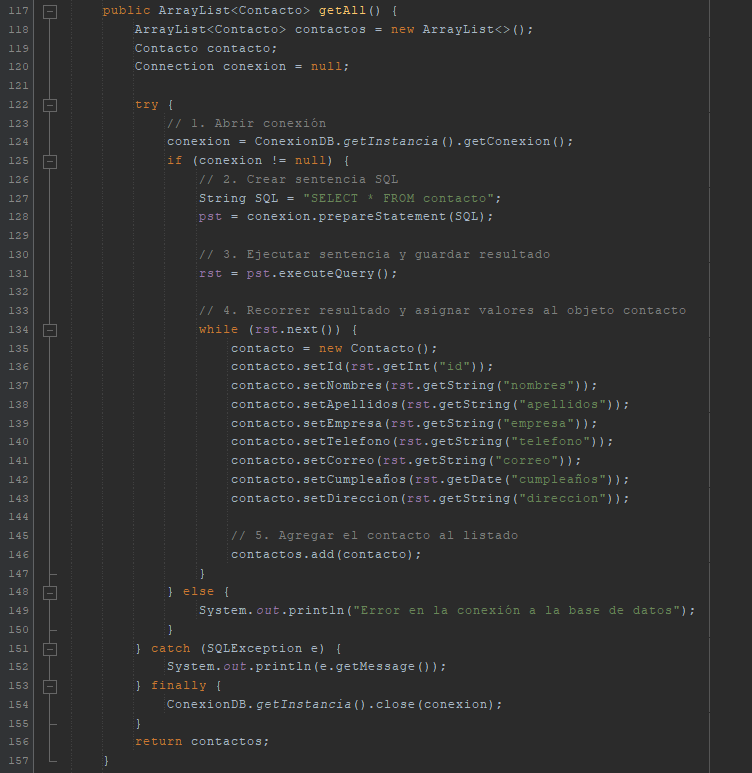 117 public ArrayList<Contacto> getAll() {
118 ArrayList<Contacto> contactos = new ArrayList<>();
119 Contacto contacto;
120 Connection conexion = null;
121
122 try {
123 // 1. Abrir conexión
124 conexion = ConexionDB.getInstancia().getConexion();
125 if (conexion != null) {
126 // 2. Crear sentencia SQL
127 String SQL = "SELECT * FROM contacto";
128 pst = conexion.prepareStatement(SQL);
129
130 // 3. Ejecutar sentencia y guardar resultado
131 rst = pst.executeQuery();
132
133 // 4. Recorrer resultado y asignar valores al objeto contacto
134 while (rst.next()) {
135 contacto = new Contacto();
136 contacto.setId(rst.getInt("id"));
137 contacto.setNombres(rst.getString("nombres"));
138 contacto.setApellidos(rst.getString("apellidos"));
139 contacto.setEmpresa(rst.getString("empresa"));
140 contacto.setTelefono(rst.getString("telefono"));
141 contacto.setCorreo(rst.getString("correo"));
142 contacto.setCumpleaños(rst.getDate("cumpleaños"));
143 contacto.setDireccion(rst.getString("direccion"));
144
145 // 5. Agregar el contacto al listado
146 contactos.add(contacto);
147 }
148 } else {
149 System.out.println("Error en la conexión a la base de datos");
150 }
151 } catch (SQLException e) {
152 System.out.println(e.getMessage());
153 } finally {
154 ConexionDB.getInstancia().close(conexion);
155 }
156 return contactos;
157 }